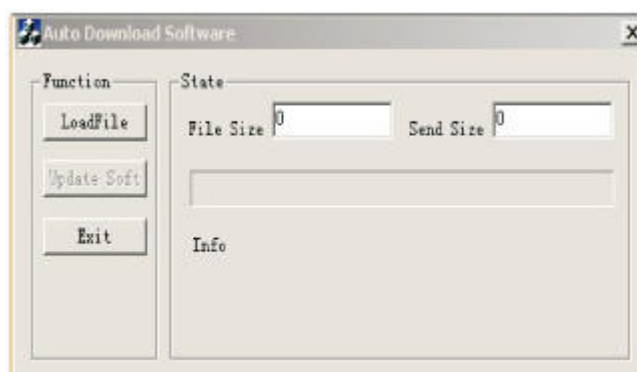 Auto Download Software
Function
LoadFile
Update Soft
Exit
State
File Size 0 Send Size 0
Info